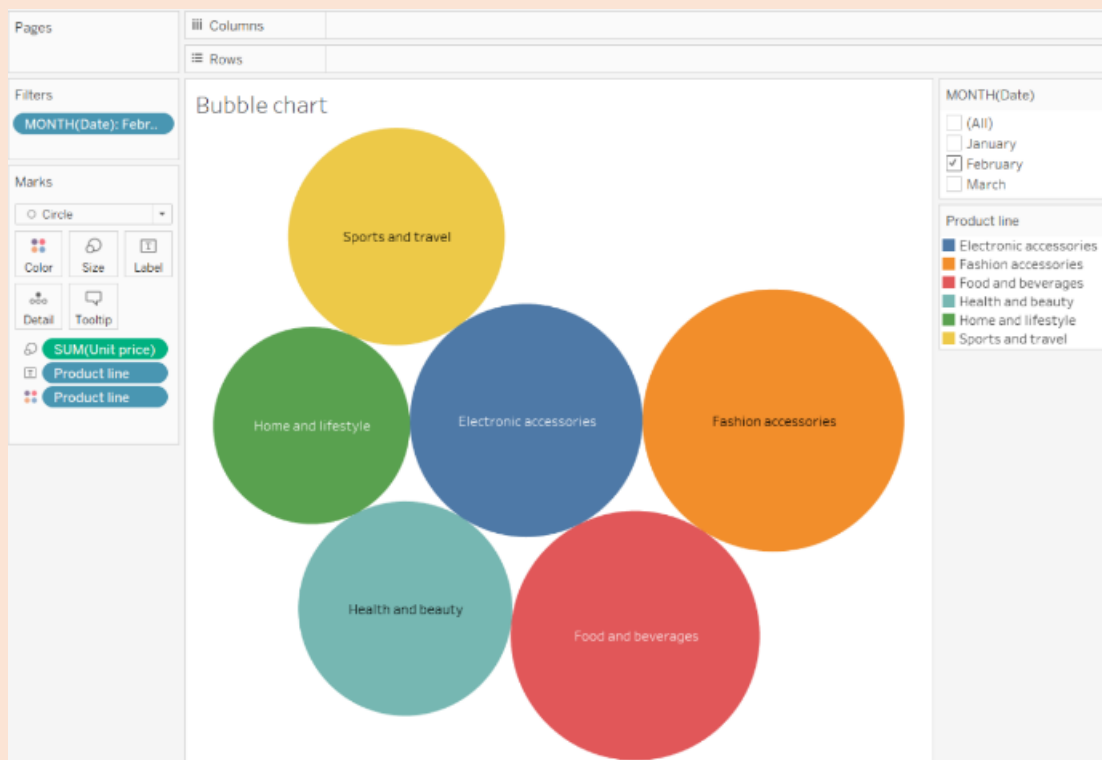 Pages
Columns
Rows
Filters
MONTH(Date): Febr..
Marks
Circle
Color
Size
Label
Detail
Tooltip
SUM(Unit price)
Product line
Product line
Bubble chart
Sports and travel
Home and lifestyle
Electronic accessories
Fashion accessories
Health and beauty
Food and beverages
MONTH(Date)
(All)
January
February
March
Product line
Electronic accessories
Fashion accessories
Food and beverages
Health and beauty
Home and lifestyle
Sports and travel